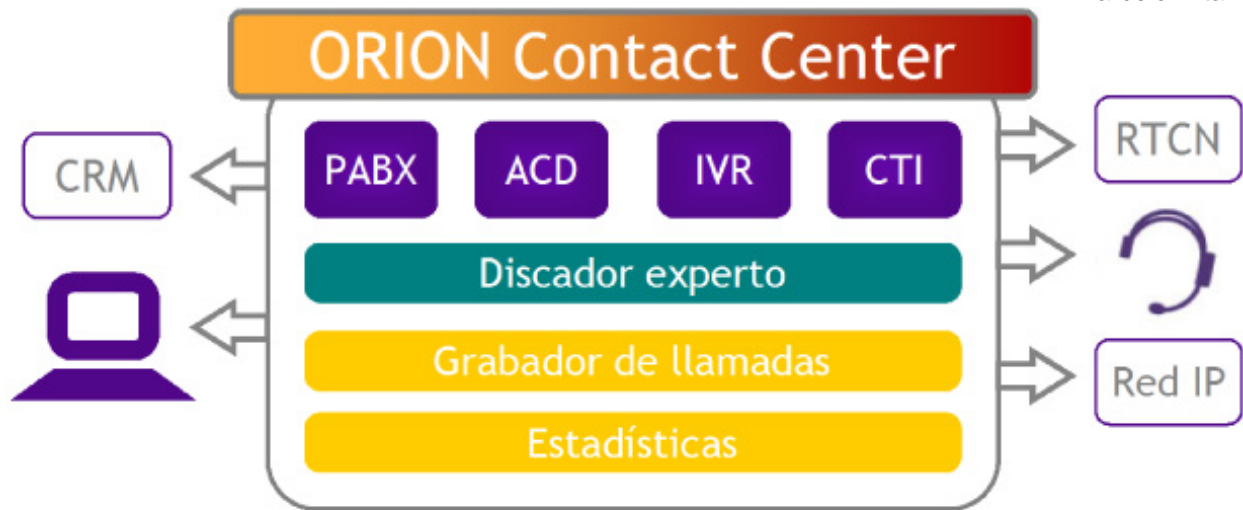 ORION Contact Center
CRM
PABX ACD IVR CTI
RTCN
Discador experto
Grabador de llamadas
Red IP
Estadísticas